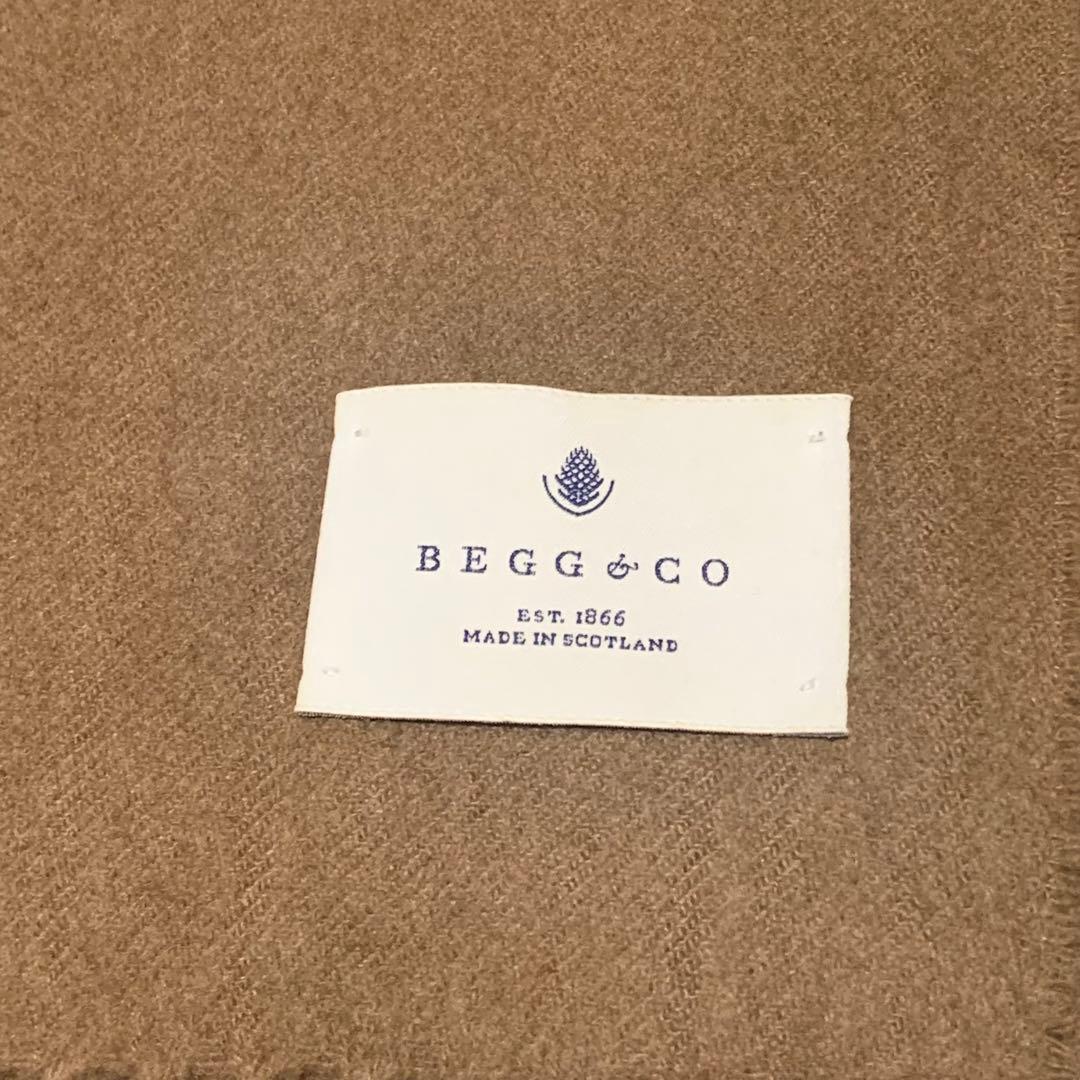 BEGG & CO
EST. 1866
MADE IN SCOTLAND